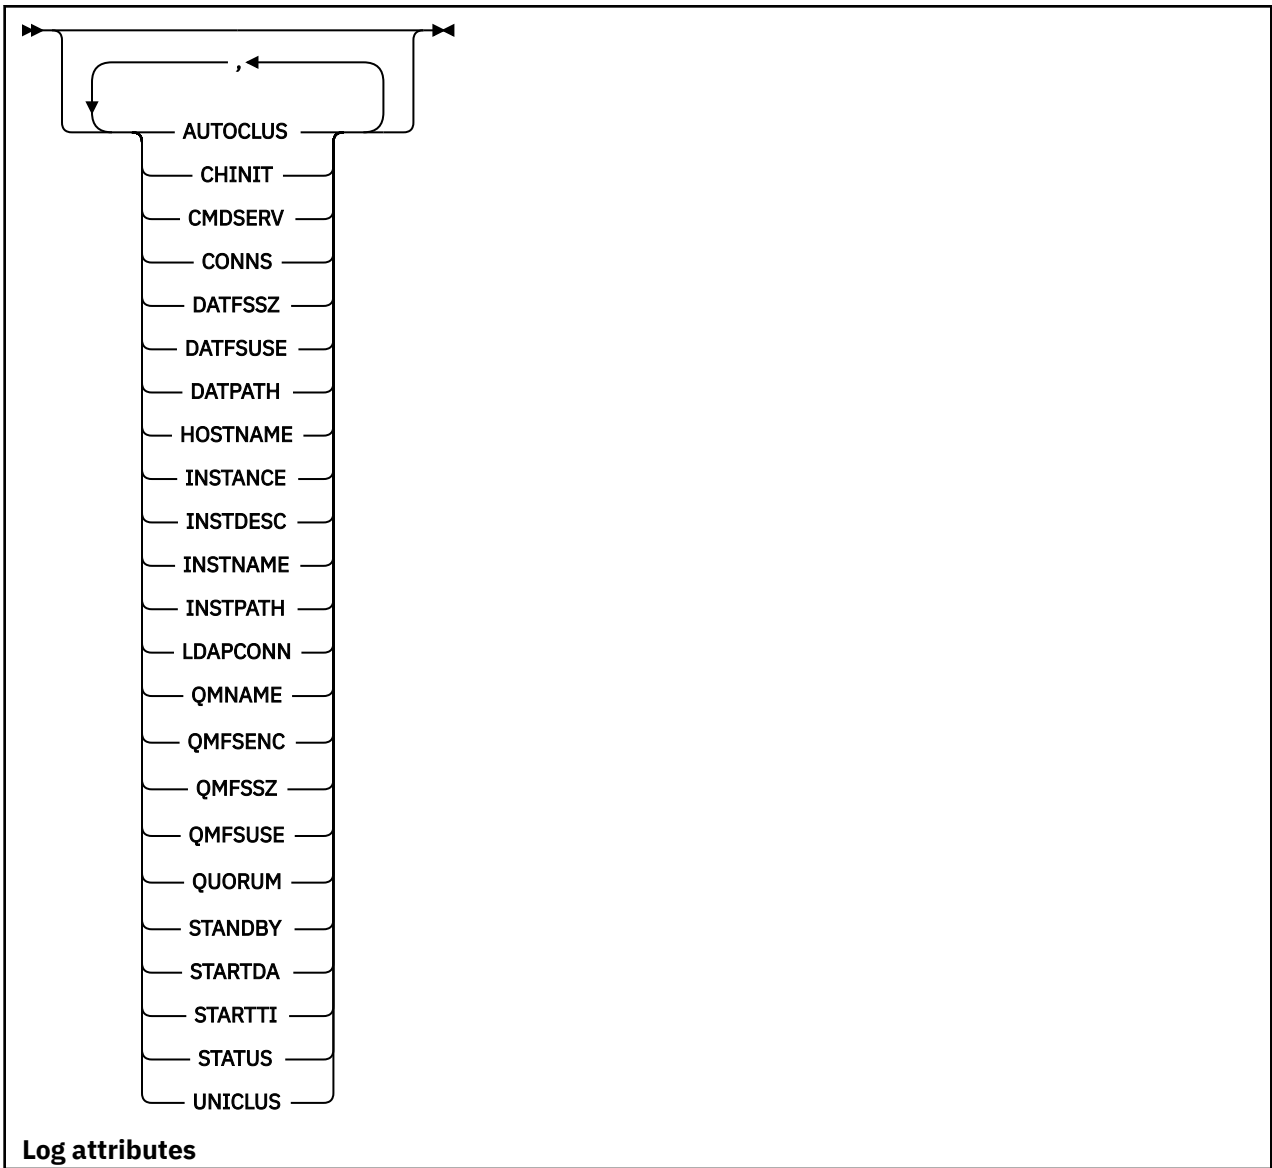 ,
AUTOCLUS
CHINIT
CMDSERV
CONNS
DATFSSZ
DATFSUSE
DATPATH
HOSTNAME
INSTANCE
INSTDESC
INSTNAME
INSTPATH
LDAPCONN
QMNAME
QMFSENC
QMFSSZ
QMFSUSE
QUORUM
STANDBY
STARTDA
STARTTI
STATUS
UNICLUS
Log attributes